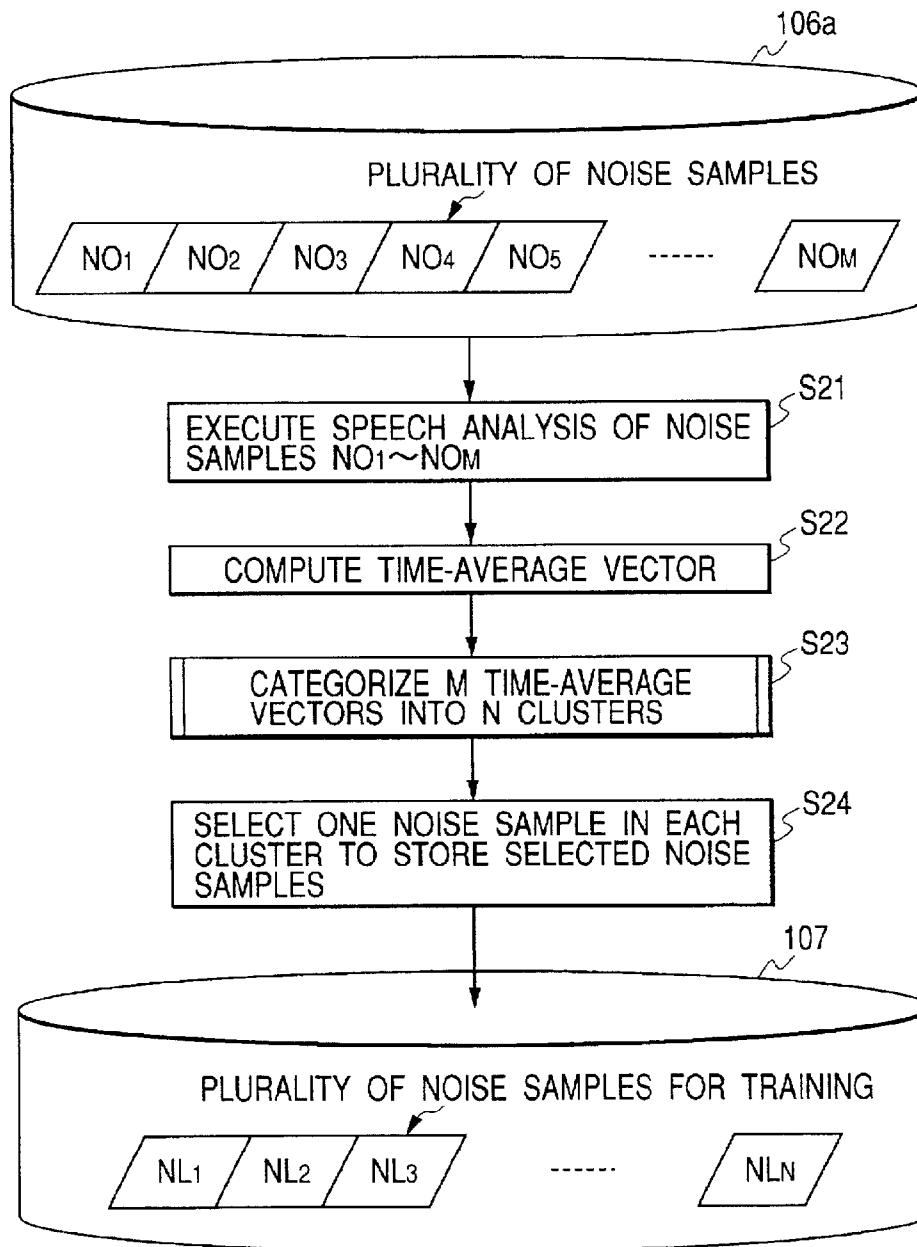 106a
PLURALITY OF NOISE SAMPLES
NO1 NO2 NO3 NO4 NO5 ------ NOM
S21
EXECUTE SPEECH ANALYSIS OF NOISE
SAMPLES NO1～NOM
S22
COMPUTE TIME-AVERAGE VECTOR
S23
CATEGORIZE M TIME-AVERAGE
VECTORS INTO N CLUSTERS
S24
SELECT ONE NOISE SAMPLE IN EACH
CLUSTER TO STORE SELECTED NOISE
SAMPLES
107
PLURALITY OF NOISE SAMPLES FOR TRAINING
NL1 NL2 NL3 ------ NLN